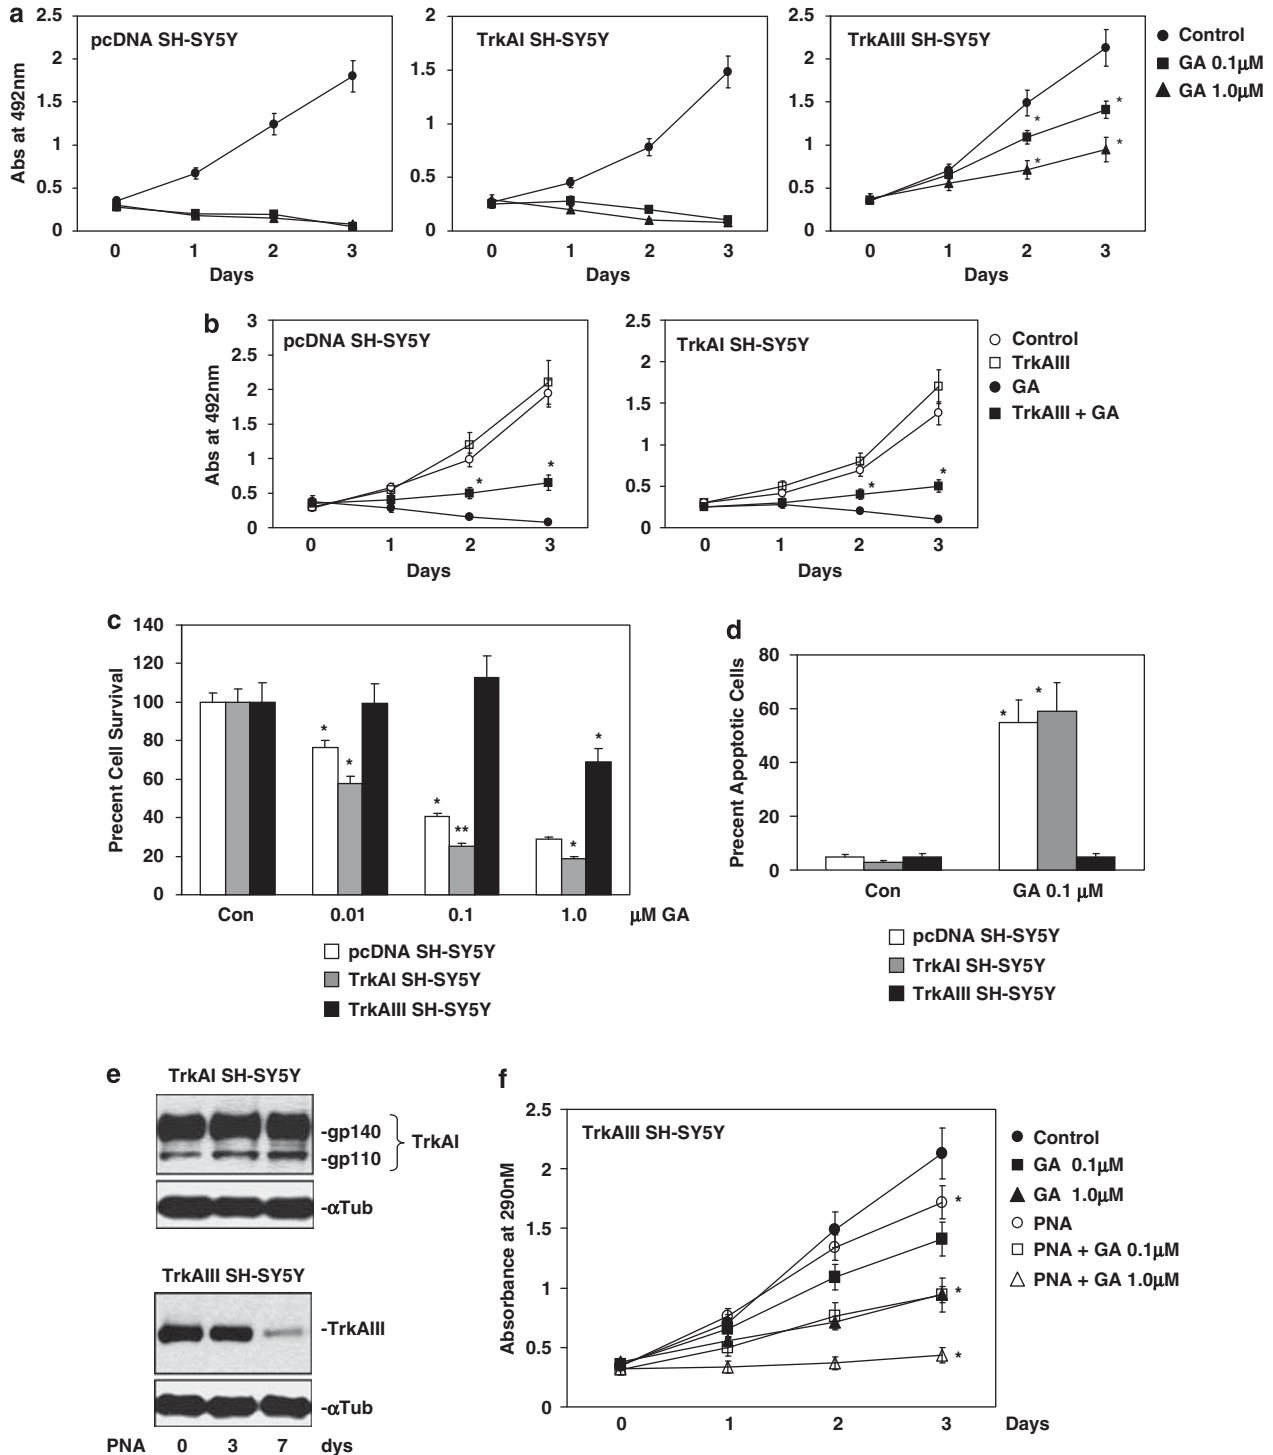 a
2.5
2
1.5
1
0.5
0
Abs at 492nm
pcDNA SH-SY5Y
0 1 2 3
Days
2
1.5
1
0.5
0
TrkAI SH-SY5Y
0 1 2 3
Days
2.5
2
1.5
1
0.5
0
TrkAIII SH-SY5Y
* * * *
0 1 2 3
Days
Control
GA 0.1µM
GA 1.0µM
b
3
2.5
2
1.5
1
0.5
0
Abs at 492nm
pcDNA SH-SY5Y
* *
0 1 2 3
Days
2.5
2
1.5
1
0.5
0
TrkAI SH-SY5Y
* *
0 1 2 3
Days
Control
TrkAIII
GA
TrkAIII + GA
c
140
120
100
80
60
40
20
0
Precent Cell Survival
* * * ** * *
Con 0.01 0.1 1.0 µM GA
pcDNA SH-SY5Y
TrkAI SH-SY5Y
TrkAIII SH-SY5Y
d
80
60
40
20
0
Precent Apoptotic Cells
* *
Con GA 0.1 µM
pcDNA SH-SY5Y
TrkAI SH-SY5Y
TrkAIII SH-SY5Y
e
TrkAI SH-SY5Y
-gp140
-gp110
TrkAI
-αTub
TrkAIII SH-SY5Y
-TrkAIII
-αTub
PNA 0 3 7 dys
f
2.5
2
1.5
1
0.5
0
Absorbance at 290nM
TrkAIII SH-SY5Y
*
*
*
0 1 2 3 Days
Control
GA 0.1µM
GA 1.0µM
PNA
PNA + GA 0.1µM
PNA + GA 1.0µM